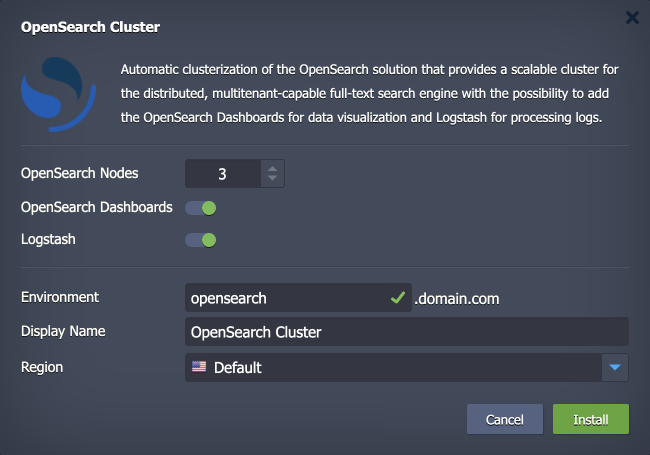 OpenSearch Cluster
Automatic clusterization of the OpenSearch solution that provides a scalable cluster for
the distributed, multitenant-capable full-text search engine with the possibility to add
the OpenSearch Dashboards for data visualization and Logstash for processing logs.
OpenSearch Nodes 3
OpenSearch Dashboards
Logstash
Environment opensearch .domain.com
Display Name OpenSearch Cluster
Region Default
Cancel Install